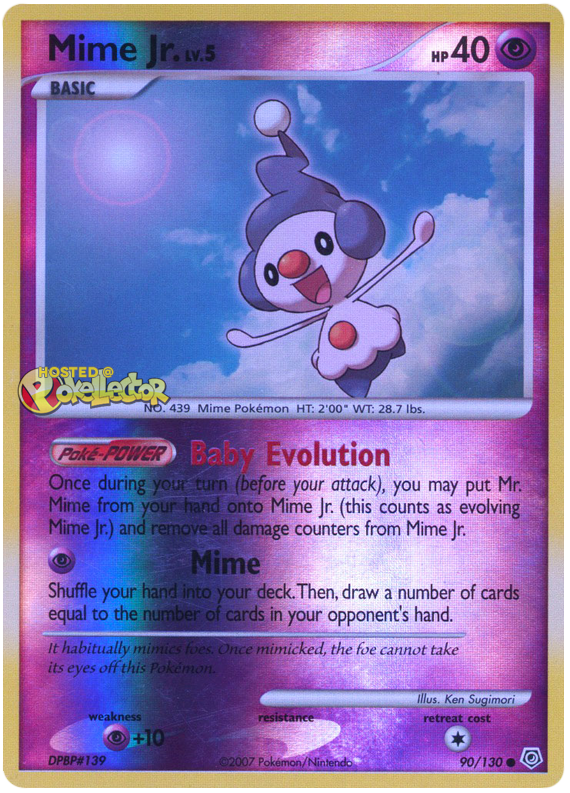 Mime Jr. LV.5
HP 40
BASIC
HOSTED @
Pokellector
NO. 439 Mime Pokémon HT: 2'00" WT: 28.7 lbs.
Poké-POWER Baby Evolution
Once during your turn (before your attack), you may put Mr.
Mime from your hand onto Mime Jr. (this counts as evolving
Mime Jr.) and remove all damage counters from Mime Jr.
Mime
Shuffle your hand into your deck. Then, draw a number of cards
equal to the number of cards in your opponent's hand.
It habitually mimics foes. Once mimicked, the foe cannot take
its eyes off this Pokémon.
Illus. Ken Sugimori
weakness resistance retreat cost
+10
DPBP#139 ©2007 Pokémon/Nintendo 90/130